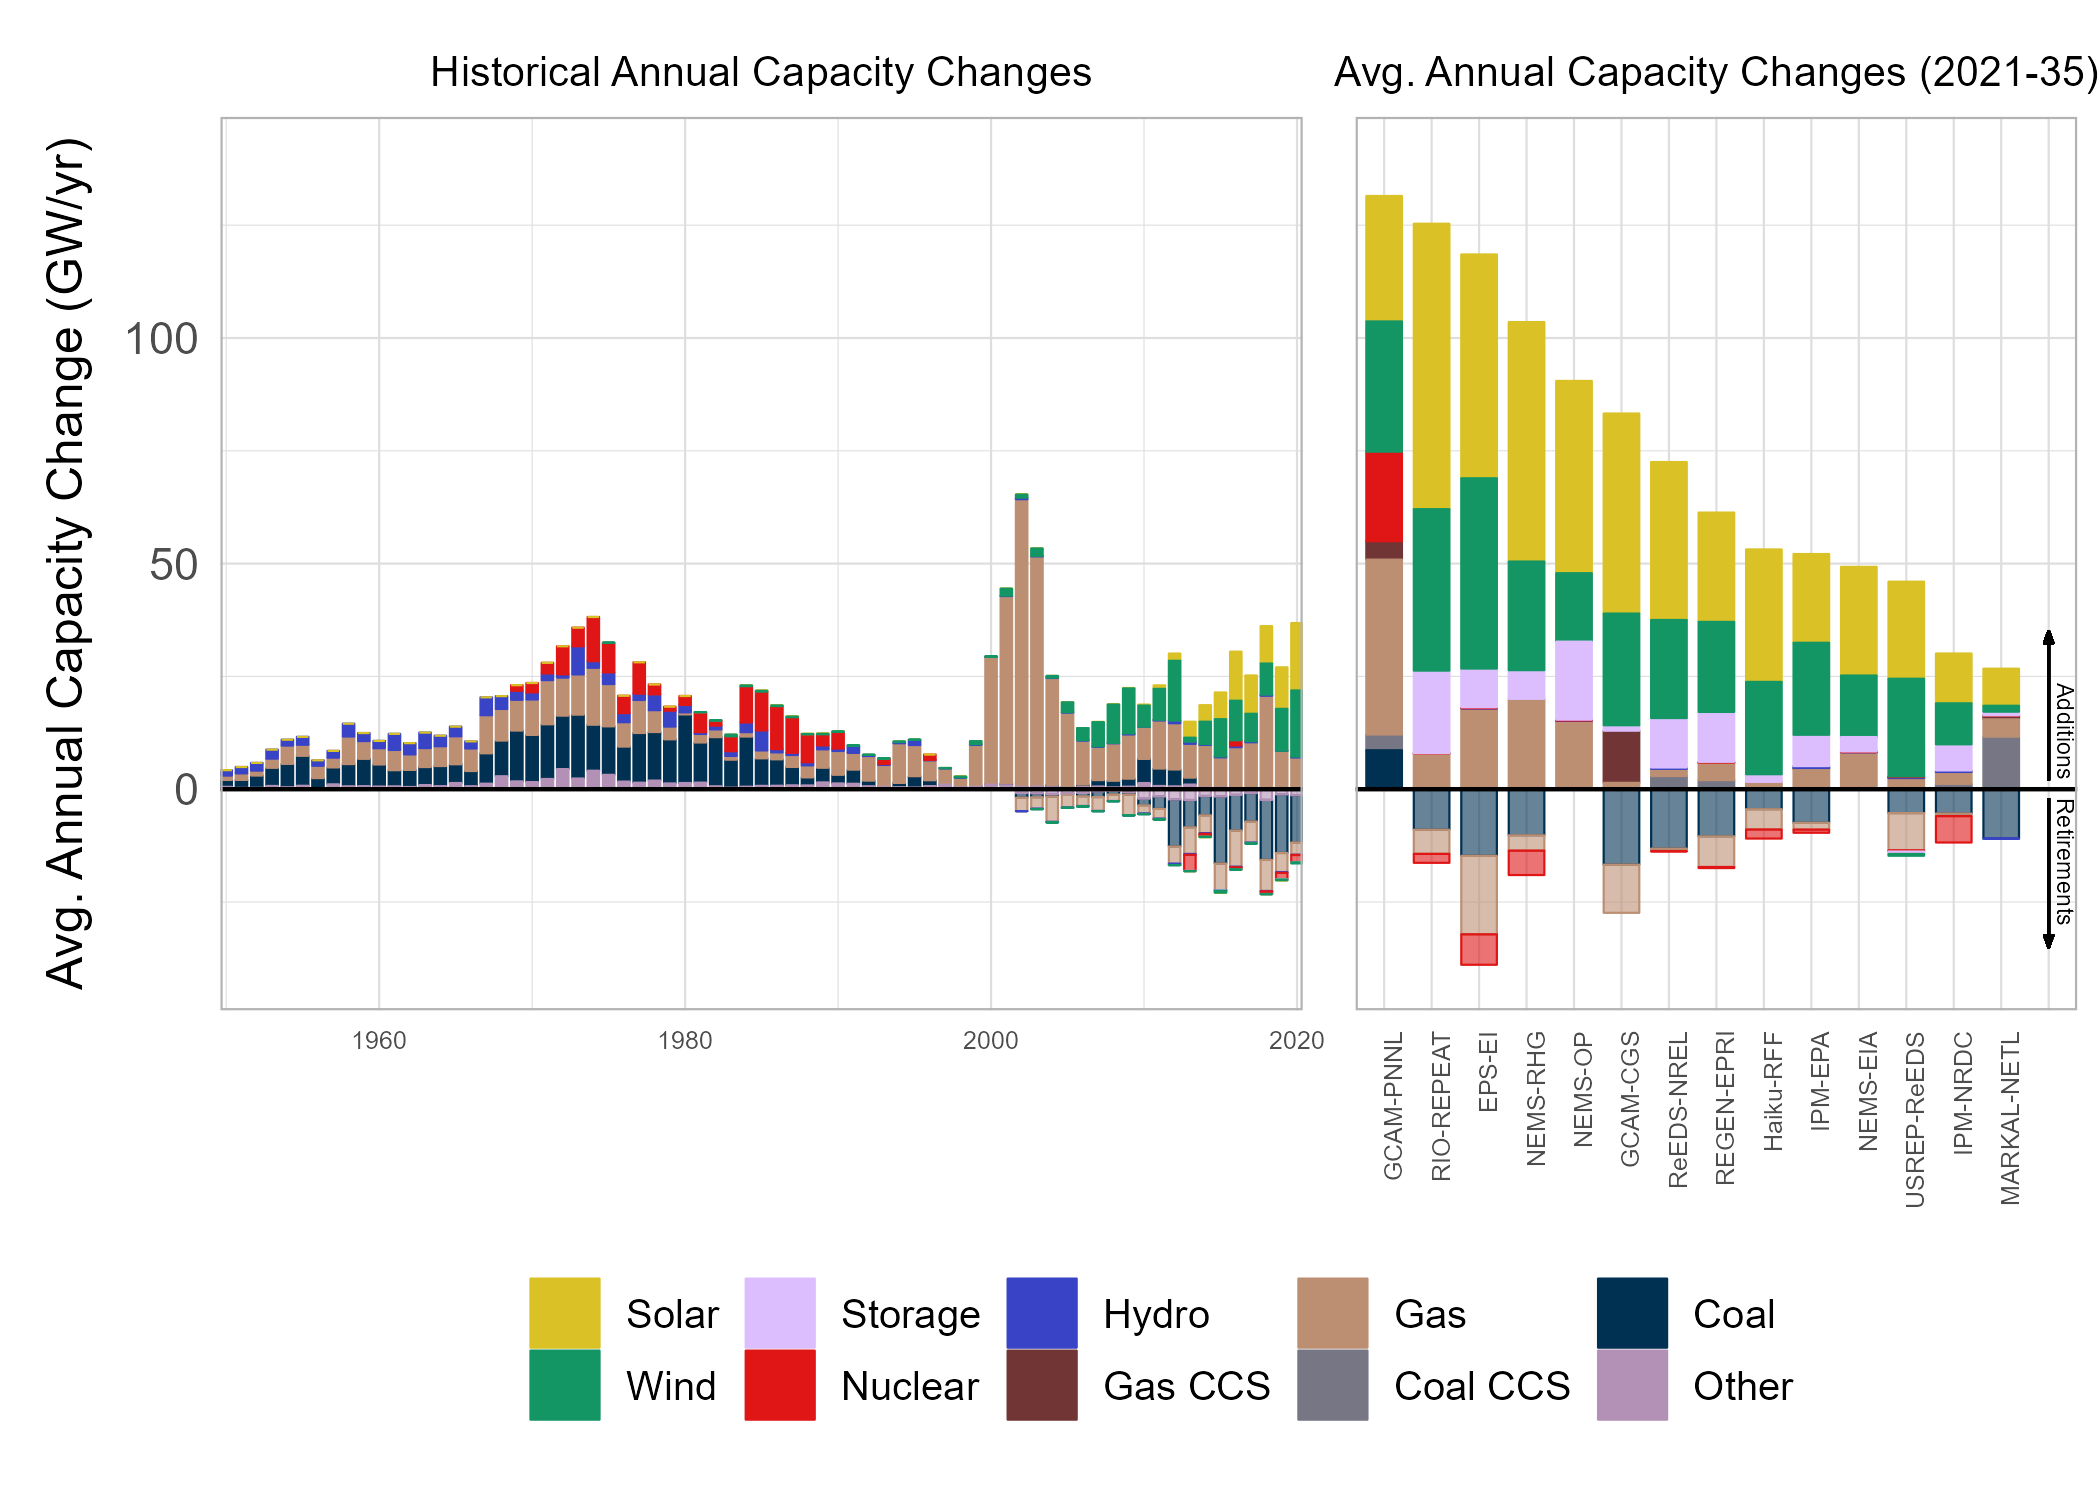 Historical Annual Capacity Changes
Avg. Annual Capacity Changes (2021-35)
Avg. Annual Capacity Change (GW/yr)
100
50
0
Additions
Retirements
1960
1980
2000
2020
GCAM-PNNL
RIO-REPEAT
EPS-EI
NEMS-RHG
NEMS-OP
GCAM-CGS
ReEDS-NREL
REGEN-EPRI
Haiku-RFF
IPM-EPA
NEMS-EIA
USREP-ReEDS
IPM-NRDC
MARKAL-NETL
Solar
Storage
Hydro
Gas
Coal
Wind
Nuclear
Gas CCS
Coal CCS
Other